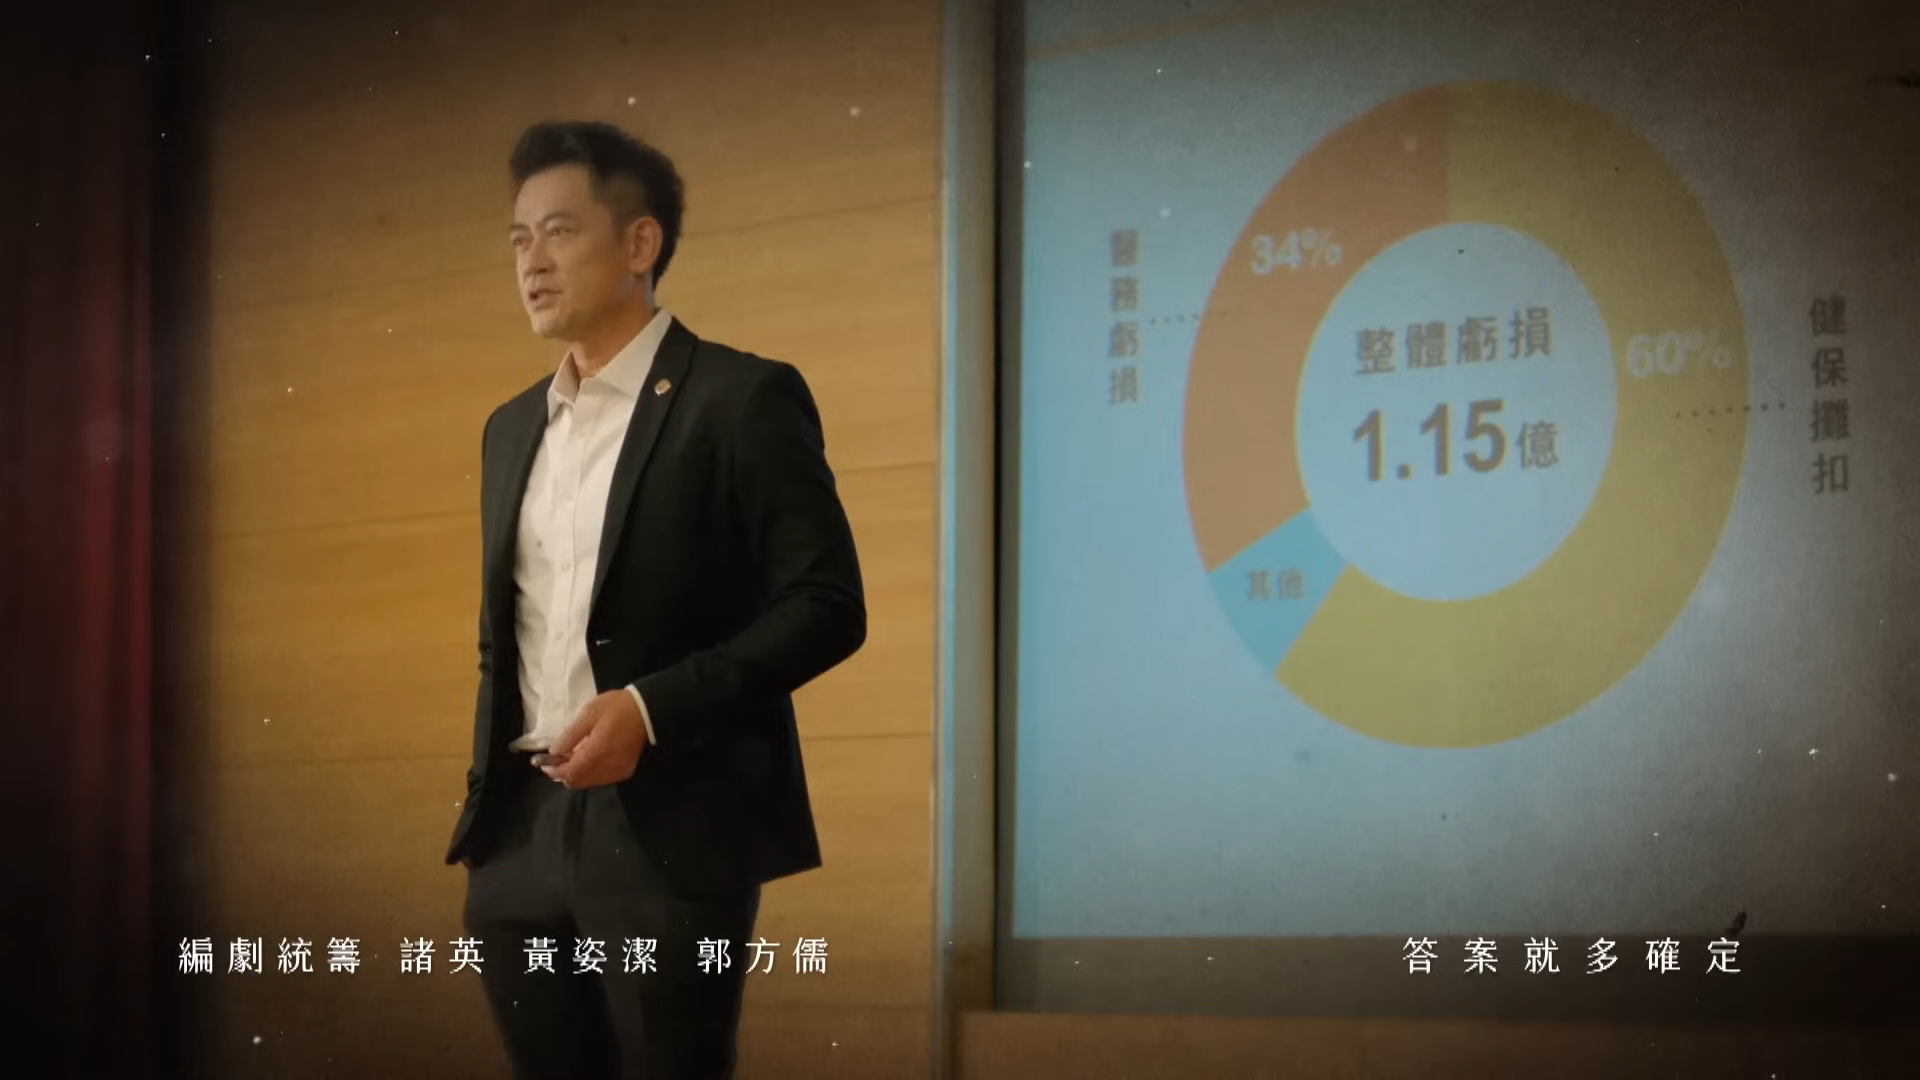 34%
醫務虧損
整體虧損
1.15億
60%
健保攤扣
其他
編劇統籌 諸英 黃姿潔 郭方儒
答案就多確定